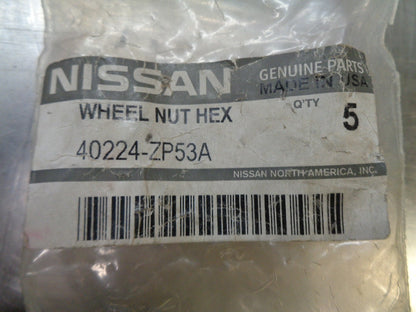 NISSAN
GENUINE PARTS
MADE IN USA
WHEEL NUT HEX
Q'TY
5
40224-ZP53A
NISSAN NORTH AMERICA, INC.